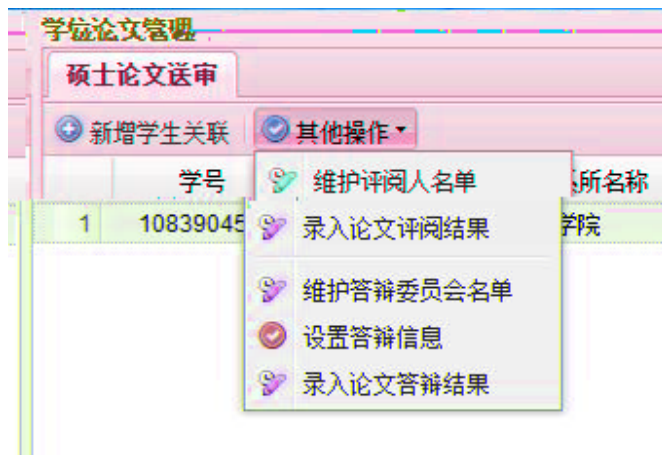 学位论文管理
硕士论文送审
新增学生关联 其他操作
学号 所名称
1 10839045 学院
维护评阅人名单
录入论文评阅结果
维护答辩委员会名单
设置答辩信息
录入论文答辩结果